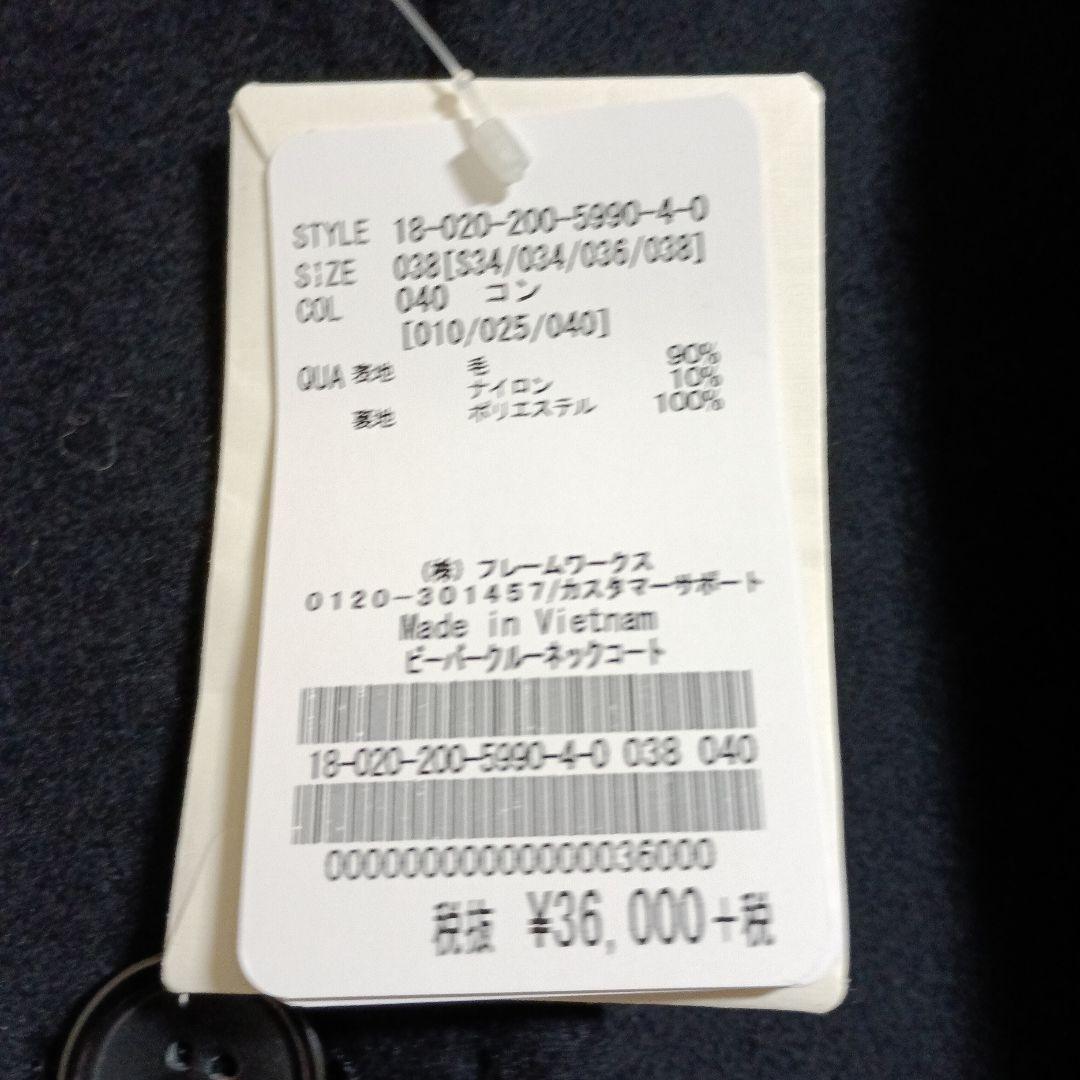 STYLE 18-020-200-5990-4-0
SIZE 038[S34/034/036/038]
COL 040 コン
[010/025/040]
QUA 表地 毛 90%
ナイロン 10%
裏地 ポリエステル 100%
(株) フレームワークス
0120-301457/カスタマーサポート
Made in Vietnam
ビーバークルーネックコート
18-020-200-5990-4-0 038 040
00000000000000036000
税抜 ¥36,000+税